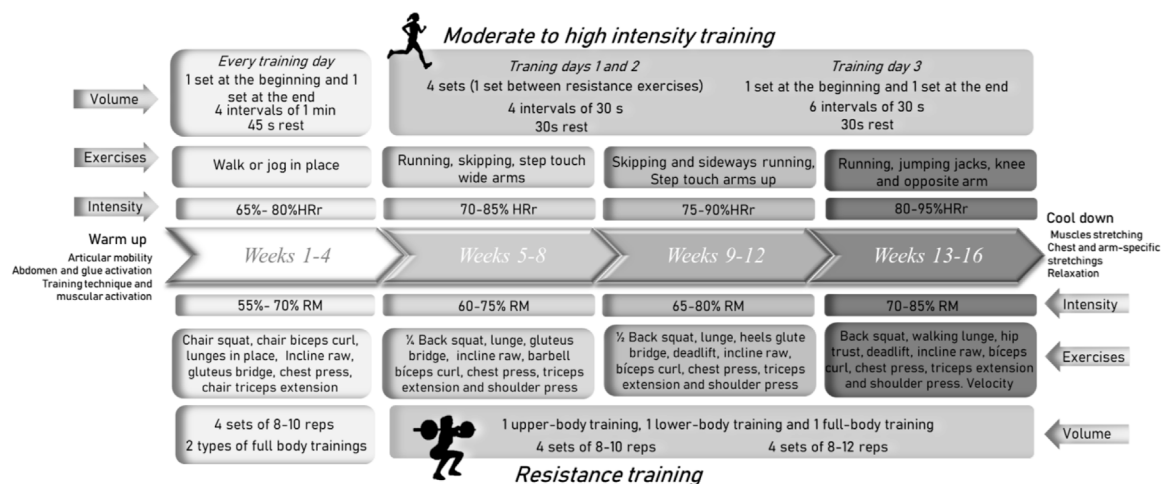 Moderate to high intensity training
Volume
Every training day
1 set at the beginning and 1
set at the end
4 intervals of 1 min
45 s rest
Traning days 1 and 2
4 sets (1 set between resistance exercises)
4 intervals of 30 s
30s rest
Training day 3
1 set at the beginning and 1 set at the end
6 intervals of 30 s
30s rest
Exercises
Walk or jog in place
Running, skipping, step touch
wide arms
Skipping and sideways running,
Step touch arms up
Running, jumping jacks, knee
and opposite arm
Intensity
65%- 80%HRr
70-85% HRr
75-90%HRr
80-95%HRr
Warm up
Articular mobility
Abdomen and glue activation
Training technique and
muscular activation
Weeks 1-4
Weeks 5-8
Weeks 9-12
Weeks 13-16
Cool down
Muscles stretching
Chest and arm-specific
stretchings
Relaxation
55%- 70% RM
60-75% RM
65-80% RM
70-85% RM
Intensity
Chair squat, chair biceps curl,
lunges in place, Incline raw,
gluteus bridge, chest press,
chair triceps extension
¼ Back squat, lunge, gluteus
bridge, incline raw, barbell
bíceps curl, chest press, triceps
extension and shoulder press
½ Back squat, lunge, heels glute
bridge, deadlift, incline raw,
bíceps curl, chest press, triceps
extension and shoulder press
Back squat, walking lunge, hip
trust, deadlift, incline raw, bíceps
curl, chest press, triceps extension
and shoulder press. Velocity
Exercises
4 sets of 8-10 reps
2 types of full body trainings
1 upper-body training, 1 lower-body training and 1 full-body training
4 sets of 8-10 reps
4 sets of 8-12 reps
Volume
Resistance training